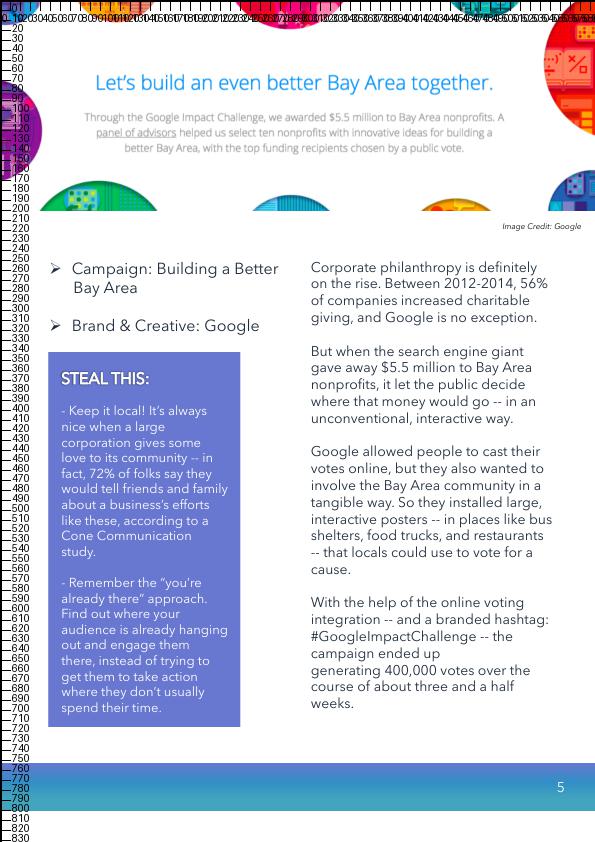 Let's build an even better Bay Area together.
Through the Google Impact Challenge, we awarded $5.5 million to Bay Area nonprofits. A
panel of advisors helped us select ten nonprofits with innovative ideas for building a
better Bay Area, with the top funding recipients chosen by a public vote.
Image Credit: Google
➢ Campaign: Building a Better
Bay Area
➢ Brand & Creative: Google
STEAL THIS:
- Keep it local! It's always
nice when a large
corporation gives some
love to its community -- in
fact, 72% of folks say they
would tell friends and family
about a business's efforts
like these, according to a
Cone Communication
study.
- Remember the "you're
already there" approach.
Find out where your
audience is already hanging
out and engage them
there, instead of trying to
get them to take action
where they don't usually
spend their time.
Corporate philanthropy is definitely
on the rise. Between 2012-2014, 56%
of companies increased charitable
giving, and Google is no exception.
But when the search engine giant
gave away $5.5 million to Bay Area
nonprofits, it let the public decide
where that money would go -- in an
unconventional, interactive way.
Google allowed people to cast their
votes online, but they also wanted to
involve the Bay Area community in a
tangible way. So they installed large,
interactive posters -- in places like bus
shelters, food trucks, and restaurants
-- that locals could use to vote for a
cause.
With the help of the online voting
integration -- and a branded hashtag:
#GoogleImpactChallenge -- the
campaign ended up
generating 400,000 votes over the
course of about three and a half
weeks.
5